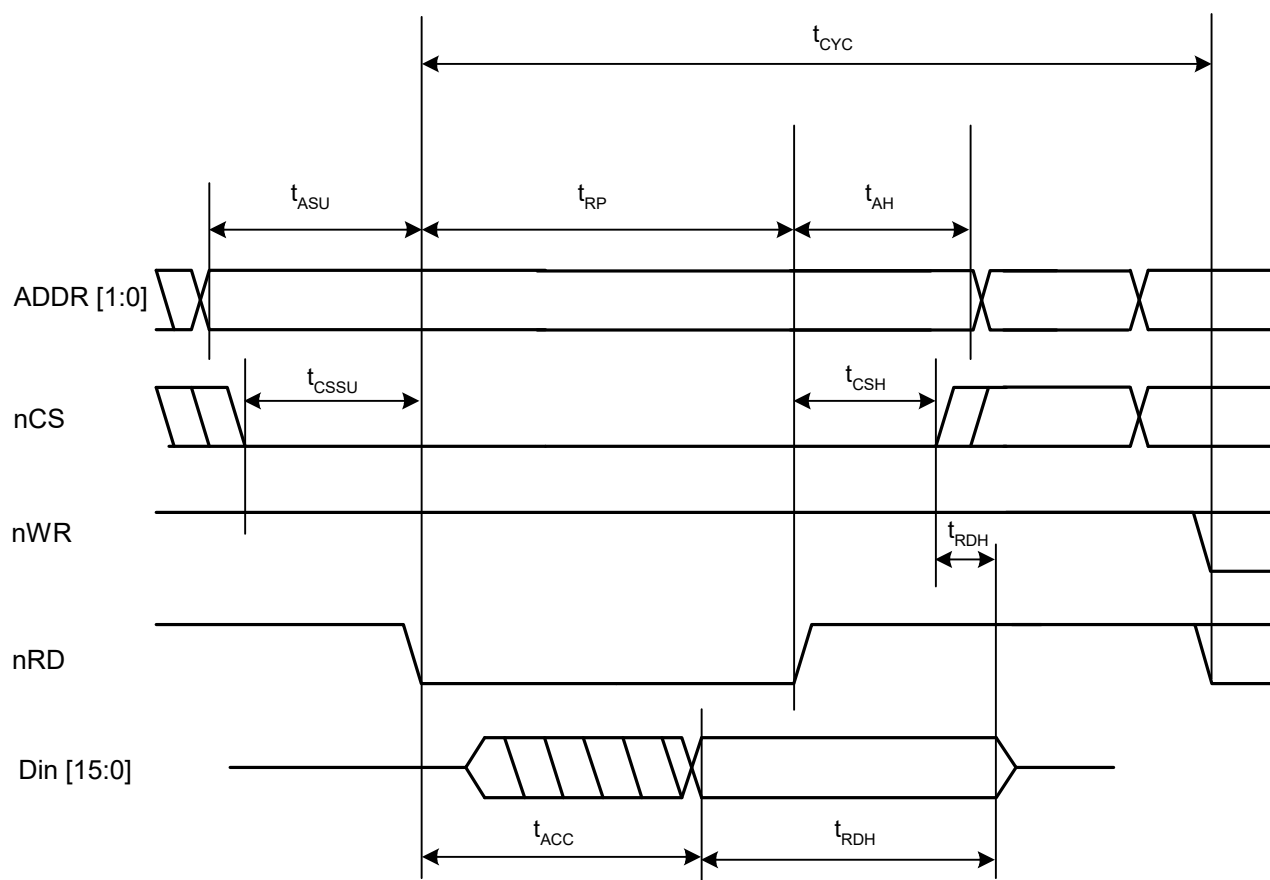 tCYC
tASU
tRP
tAH
ADDR [1:0]
tCSSU
tCSH
nCS
nWR
tRDH
nRD
Din [15:0]
tACC
tRDH